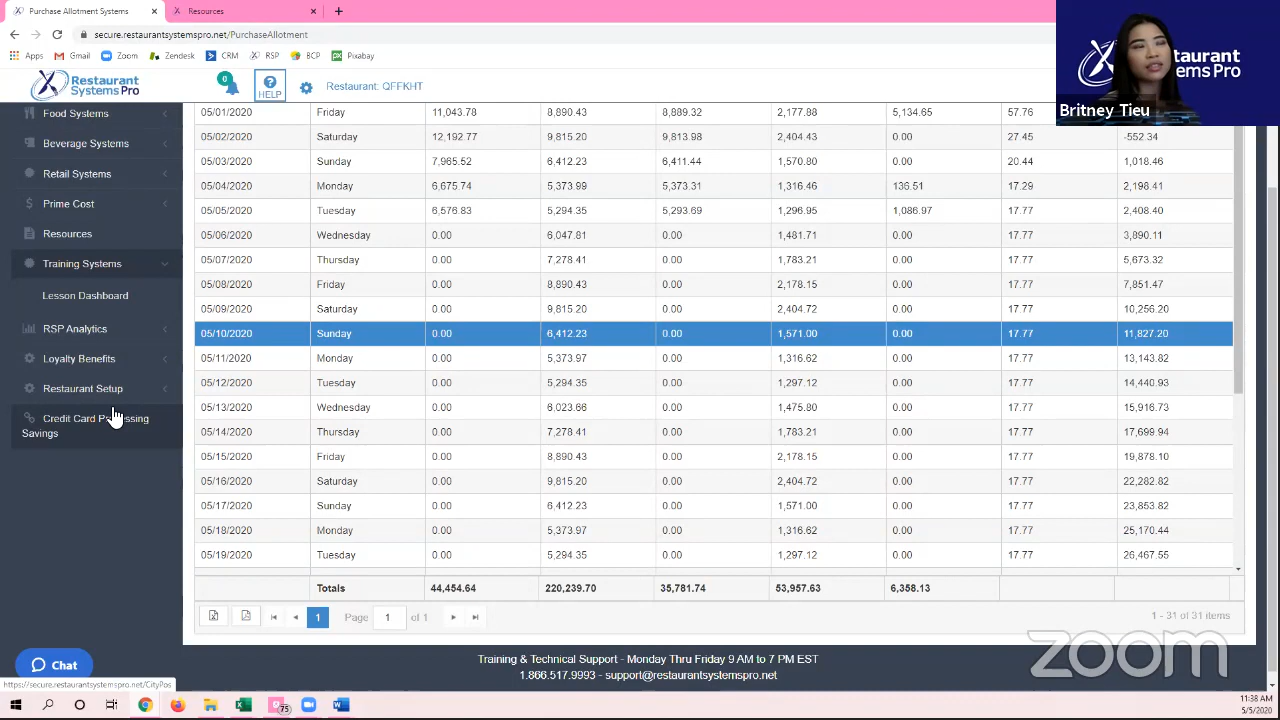 Purchase Allotment Systems
Resources
secure.restaurantsystemspro.net/PurchaseAllotment
Apps Gmail Zoom Zendesk CRM RSP BCP Pixabay
Restaurant Systems Pro
0
HELP
Restaurant: QFFKHT
taurant
ems Pro
Britney Tieu
Food Systems
Beverage Systems
Retail Systems
Prime Cost
Resources
Training Systems
Lesson Dashboard
RSP Analytics
Loyalty Benefits
Restaurant Setup
Credit Card Processing
Savings
05/01/2020 Friday 11,043.78 8,890.43 8,889.32 2,177.88 5,134.65 57.76
05/02/2020 Saturday 12,192.77 9,815.20 9,813.98 2,404.43 0.00 27.45 -552.34
05/03/2020 Sunday 7,965.52 6,412.23 6,411.44 1,570.80 0.00 20.44 1,018.46
05/04/2020 Monday 6,675.74 5,373.99 5,373.31 1,316.46 136.51 17.29 2,198.41
05/05/2020 Tuesday 6,576.83 5,294.35 5,293.69 1,296.95 1,086.97 17.77 2,408.40
05/06/2020 Wednesday 0.00 6,047.81 0.00 1,481.71 0.00 17.77 3,890.11
05/07/2020 Thursday 0.00 7,278.41 0.00 1,783.21 0.00 17.77 5,673.32
05/08/2020 Friday 0.00 8,890.43 0.00 2,178.15 0.00 17.77 7,851.47
05/09/2020 Saturday 0.00 9,815.20 0.00 2,404.72 0.00 17.77 10,256.20
05/10/2020 Sunday 0.00 6,412.23 0.00 1,571.00 0.00 17.77 11,827.20
05/11/2020 Monday 0.00 5,373.97 0.00 1,316.62 0.00 17.77 13,143.82
05/12/2020 Tuesday 0.00 5,294.35 0.00 1,297.12 0.00 17.77 14,440.93
05/13/2020 Wednesday 0.00 6,023.66 0.00 1,475.80 0.00 17.77 15,916.73
05/14/2020 Thursday 0.00 7,278.41 0.00 1,783.21 0.00 17.77 17,699.94
05/15/2020 Friday 0.00 8,890.43 0.00 2,178.15 0.00 17.77 19,878.10
05/16/2020 Saturday 0.00 9,815.20 0.00 2,404.72 0.00 17.77 22,282.82
05/17/2020 Sunday 0.00 6,412.23 0.00 1,571.00 0.00 17.77 23,853.82
05/18/2020 Monday 0.00 5,373.97 0.00 1,316.62 0.00 17.77 25,170.44
05/19/2020 Tuesday 0.00 5,294.35 0.00 1,297.12 0.00 17.77 26,467.55
Totals 44,454.64 220,239.70 35,781.74 53,957.63 6,358.13
1 Page 1 of 1 1 - 31 of 31 items
zoom
Training & Technical Support - Monday Thru Friday 9 AM to 7 PM EST
1.866.517.9993 - support@restaurantsystemspro.net
Chat
https://secure.restaurantsystemspro.net/CityPos
75
11:38 AM
5/5/2020